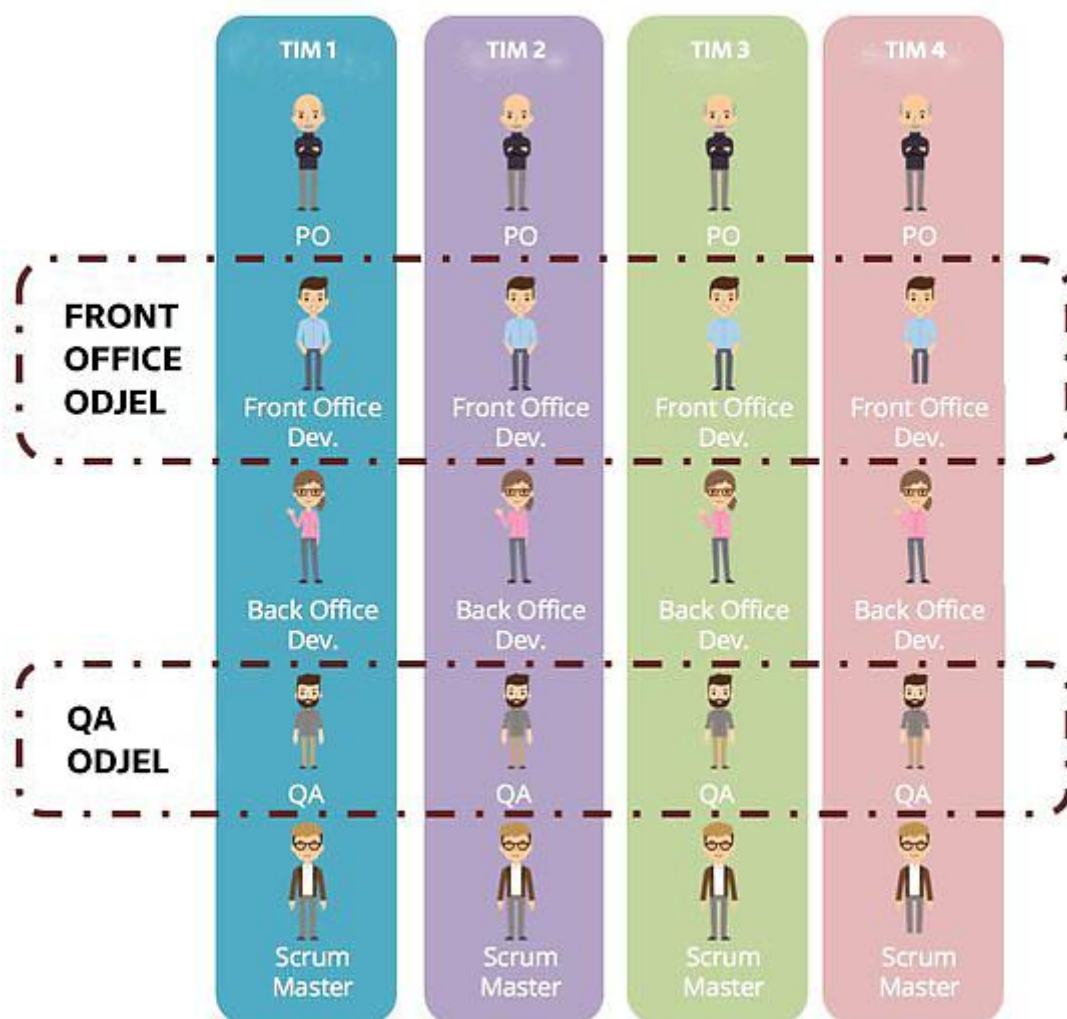 TIM 1 TIM 2 TIM 3 TIM 4
PO PO PO PO
FRONT
OFFICE
ODJEL
Front Office Front Office Front Office Front Office
Dev. Dev. Dev. Dev.
Back Office Back Office Back Office Back Office
Dev. Dev. Dev. Dev.
QA
ODJEL
QA QA QA QA
Scrum Scrum Scrum Scrum
Master Master Master Master